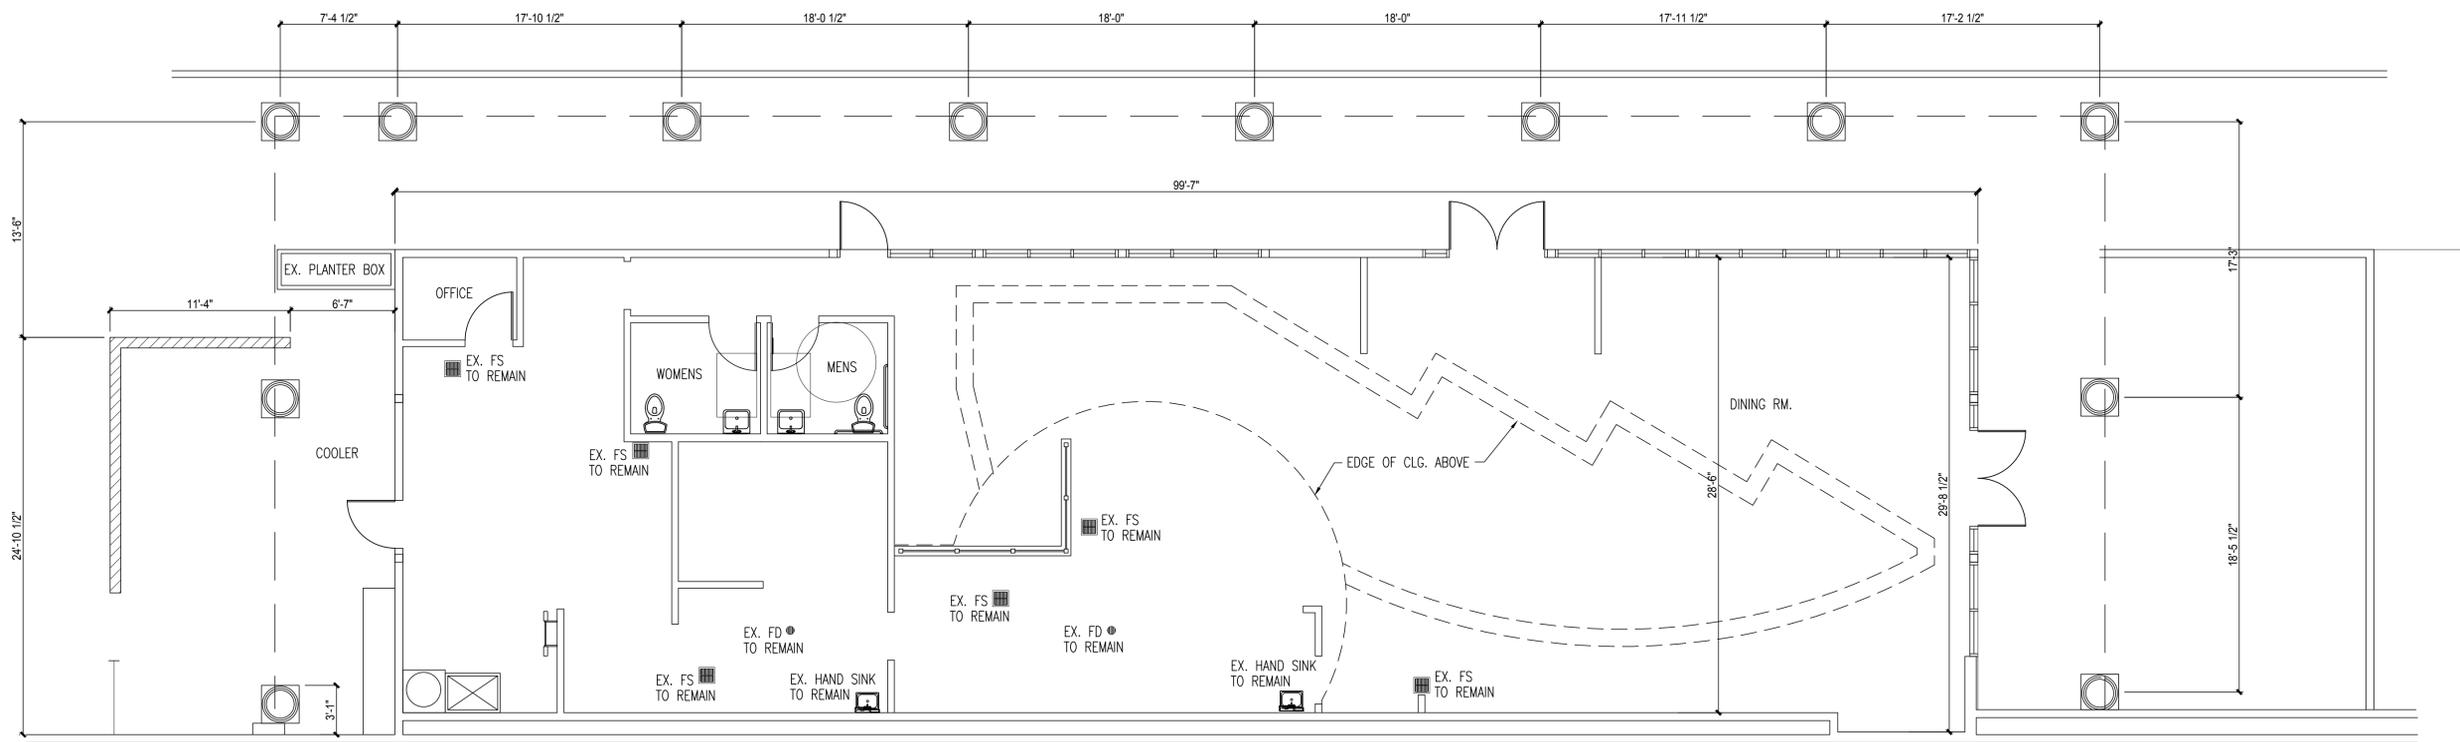 7'-4 1/2"
17'-10 1/2"
18'-0 1/2"
18'-0"
18'-0"
17'-11 1/2"
17'-2 1/2"
99'-7"
13'-6"
17'-3"
EX. PLANTER BOX
OFFICE
11'-4"
6'-7"
EX. FS
TO REMAIN
WOMENS
MENS
DINING RM.
COOLER
EX. FS
TO REMAIN
EDGE OF CLG. ABOVE
28'-6"
29'-8 1/2"
24'-10 1/2"
18'-5 1/2"
EX. FS
TO REMAIN
EX. FS
TO REMAIN
EX. FD
TO REMAIN
EX. FD
TO REMAIN
EX. FS
TO REMAIN
EX. HAND SINK
TO REMAIN
EX. HAND SINK
TO REMAIN
EX. FS
TO REMAIN
3'-1"